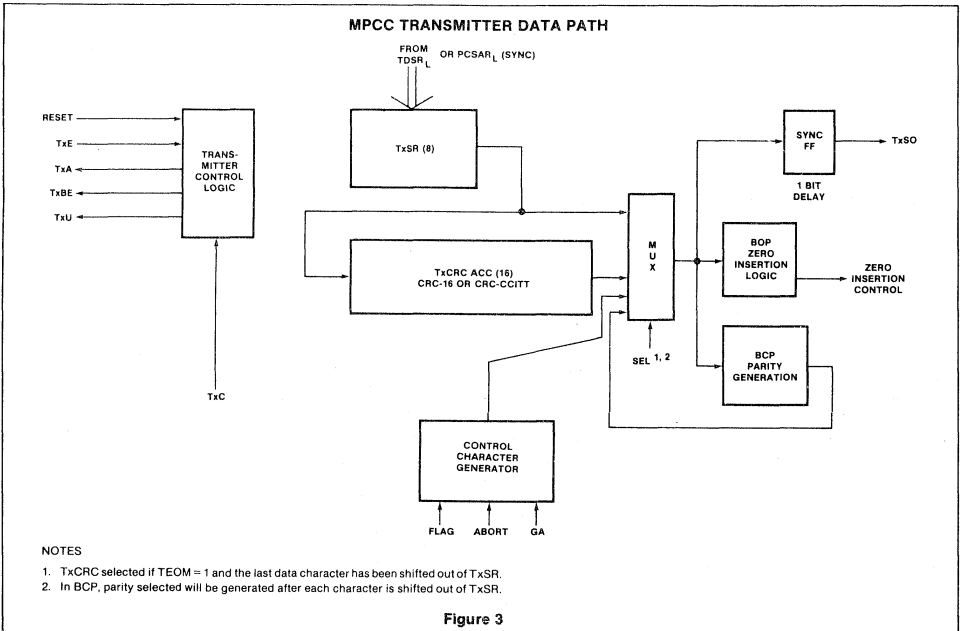 MPCC TRANSMITTER DATA PATH
FROM
TDSRL OR PCSARL (SYNC)
RESET
TxE
TxA
TxBE
TxU
TRANS-
MITTER
CONTROL
LOGIC
TxC
TxSR (8)
TxCRC ACC (16)
CRC-16 OR CRC-CCITT
M
U
X
SEL 1, 2
SYNC
FF
TxSO
1 BIT
DELAY
BOP
ZERO
INSERTION
LOGIC
ZERO
INSERTION
CONTROL
BCP
PARITY
GENERATION
CONTROL
CHARACTER
GENERATOR
FLAG ABORT GA
NOTES
1. TxCRC selected if TEOM = 1 and the last data character has been shifted out of TxSR.
2. In BCP, parity selected will be generated after each character is shifted out of TxSR.
Figure 3